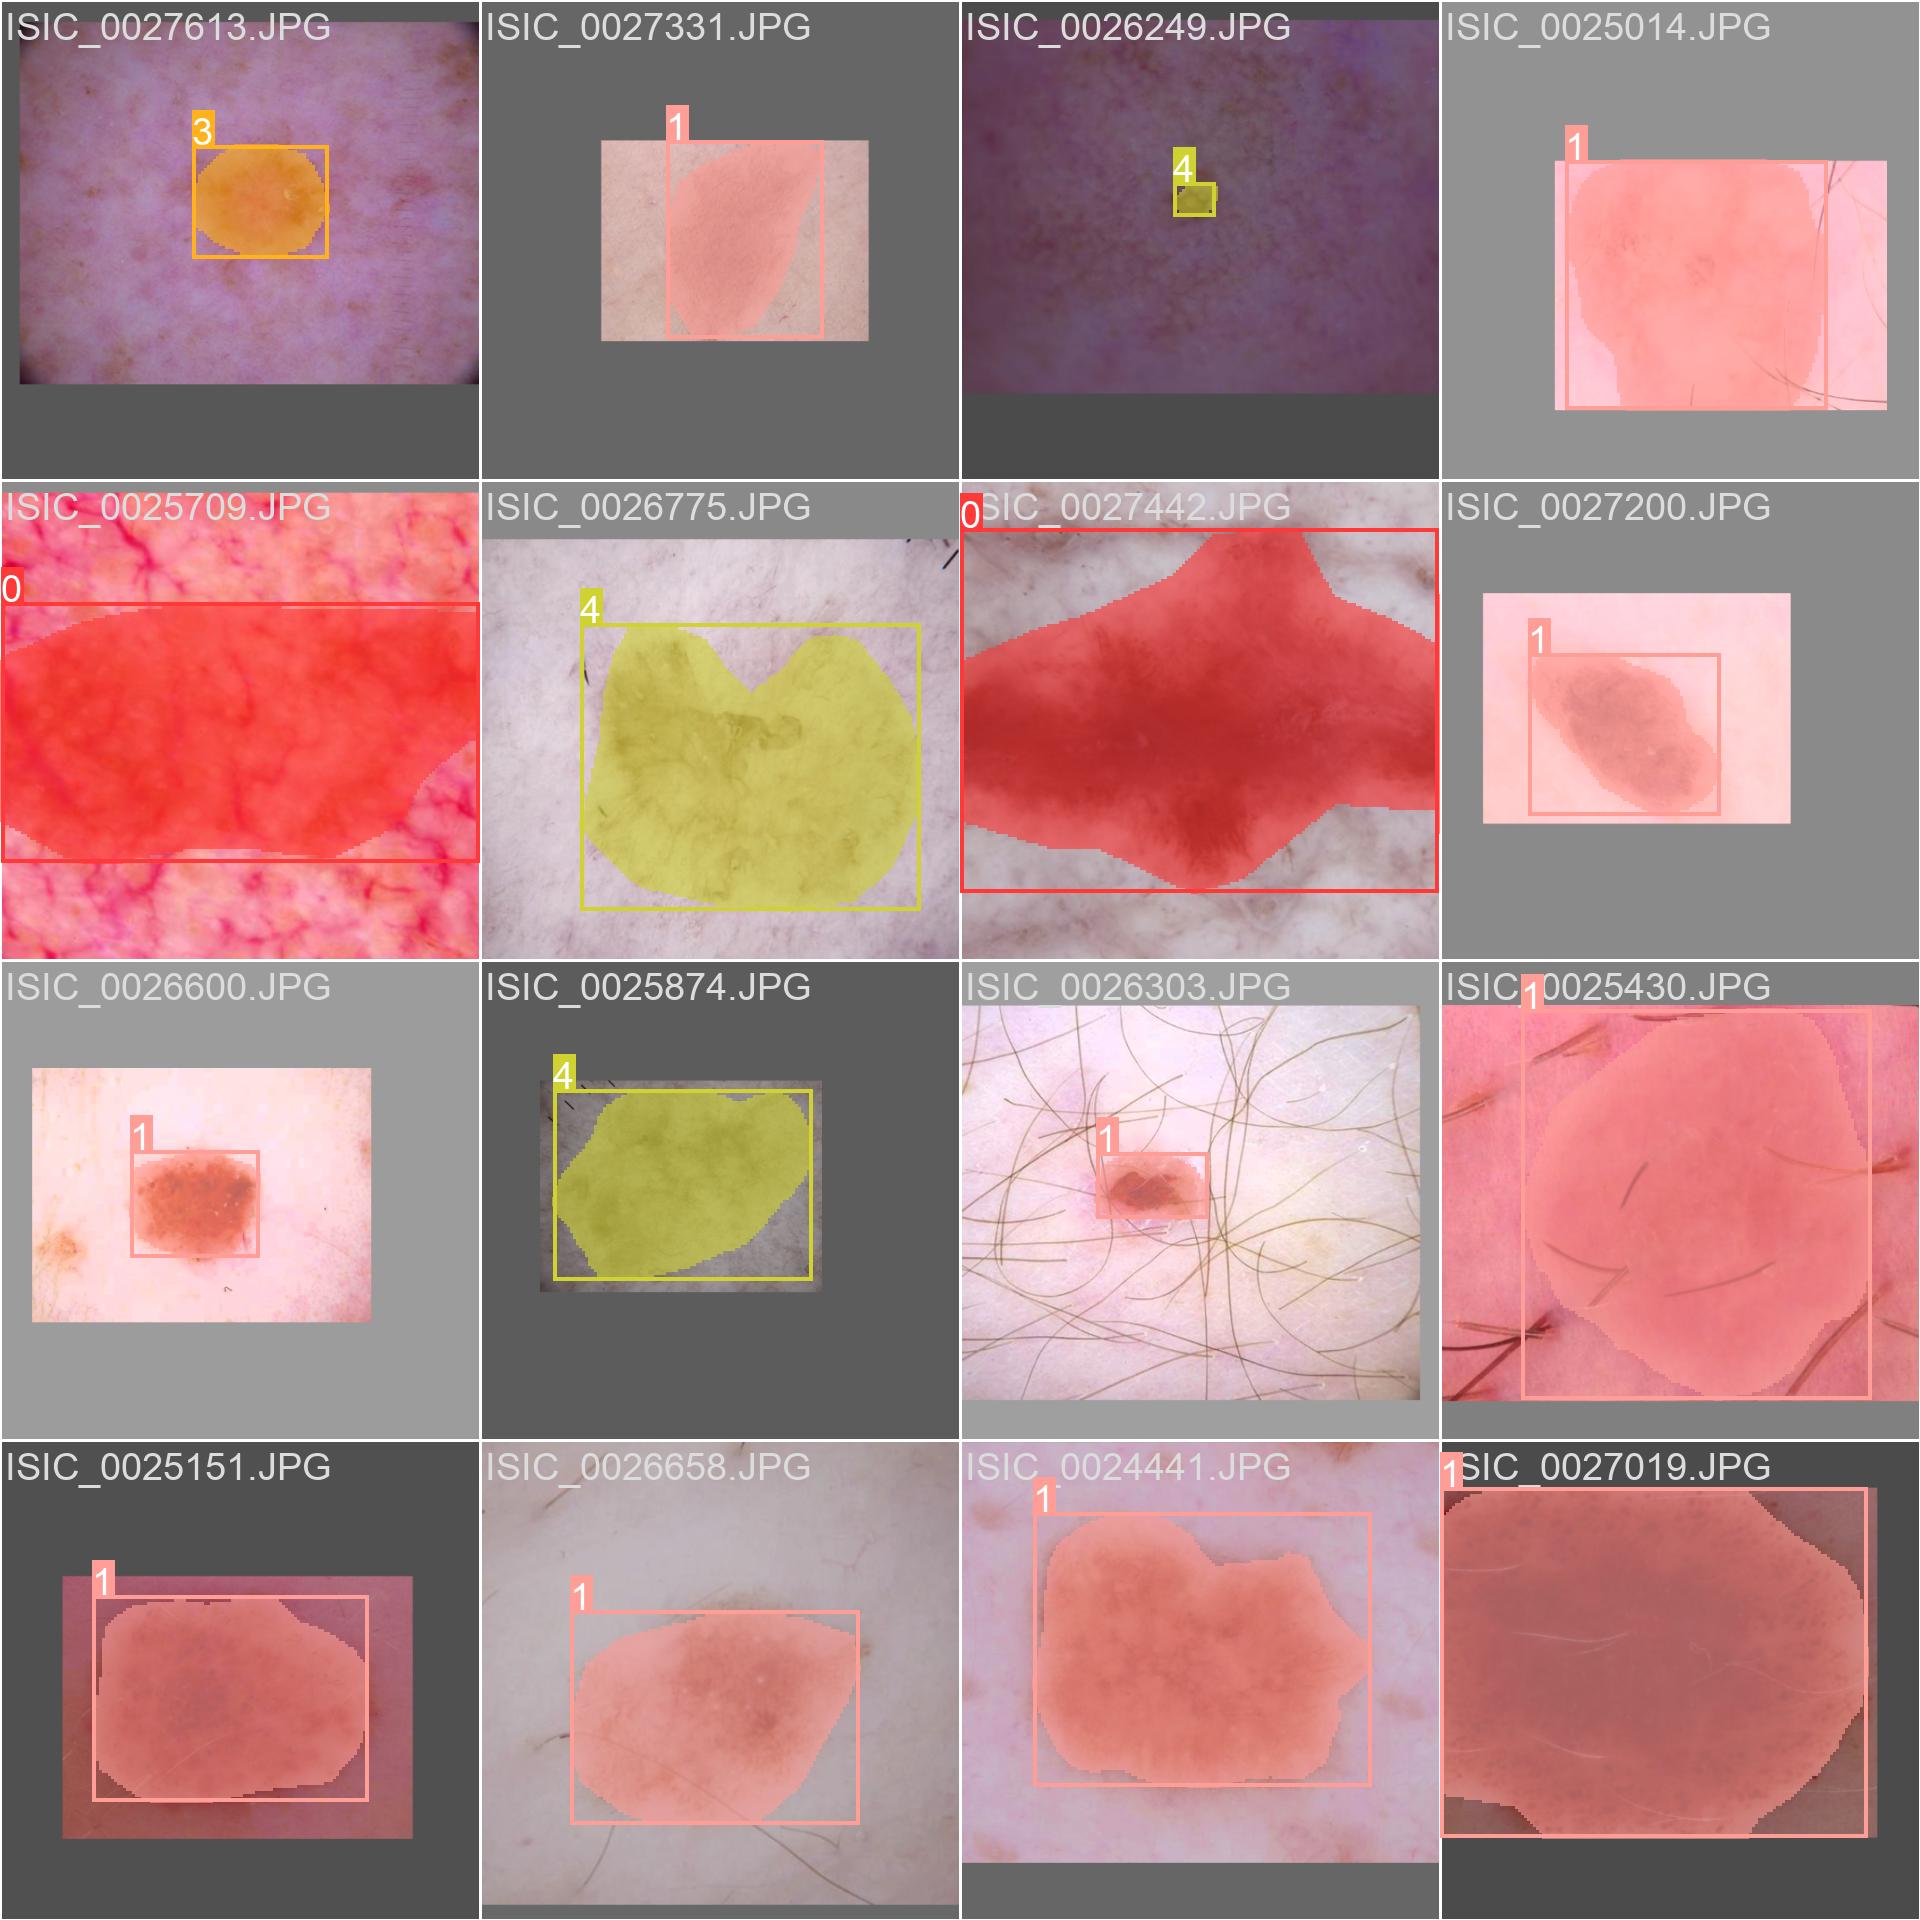 ISIC_0027613.JPG
3
ISIC_0027331.JPG
1
ISIC_0026249.JPG
4
ISIC_0025014.JPG
1
ISIC_0025709.JPG
0
ISIC_0026775.JPG
4
SIC_0027442.JPG
0
ISIC_0027200.JPG
1
ISIC_0026600.JPG
1
ISIC_0025874.JPG
4
ISIC_0026303.JPG
1
ISIC_0025430.JPG
1
ISIC_0025151.JPG
1
ISIC_0026658.JPG
1
ISIC_0024441.JPG
1
SIC_0027019.JPG
1